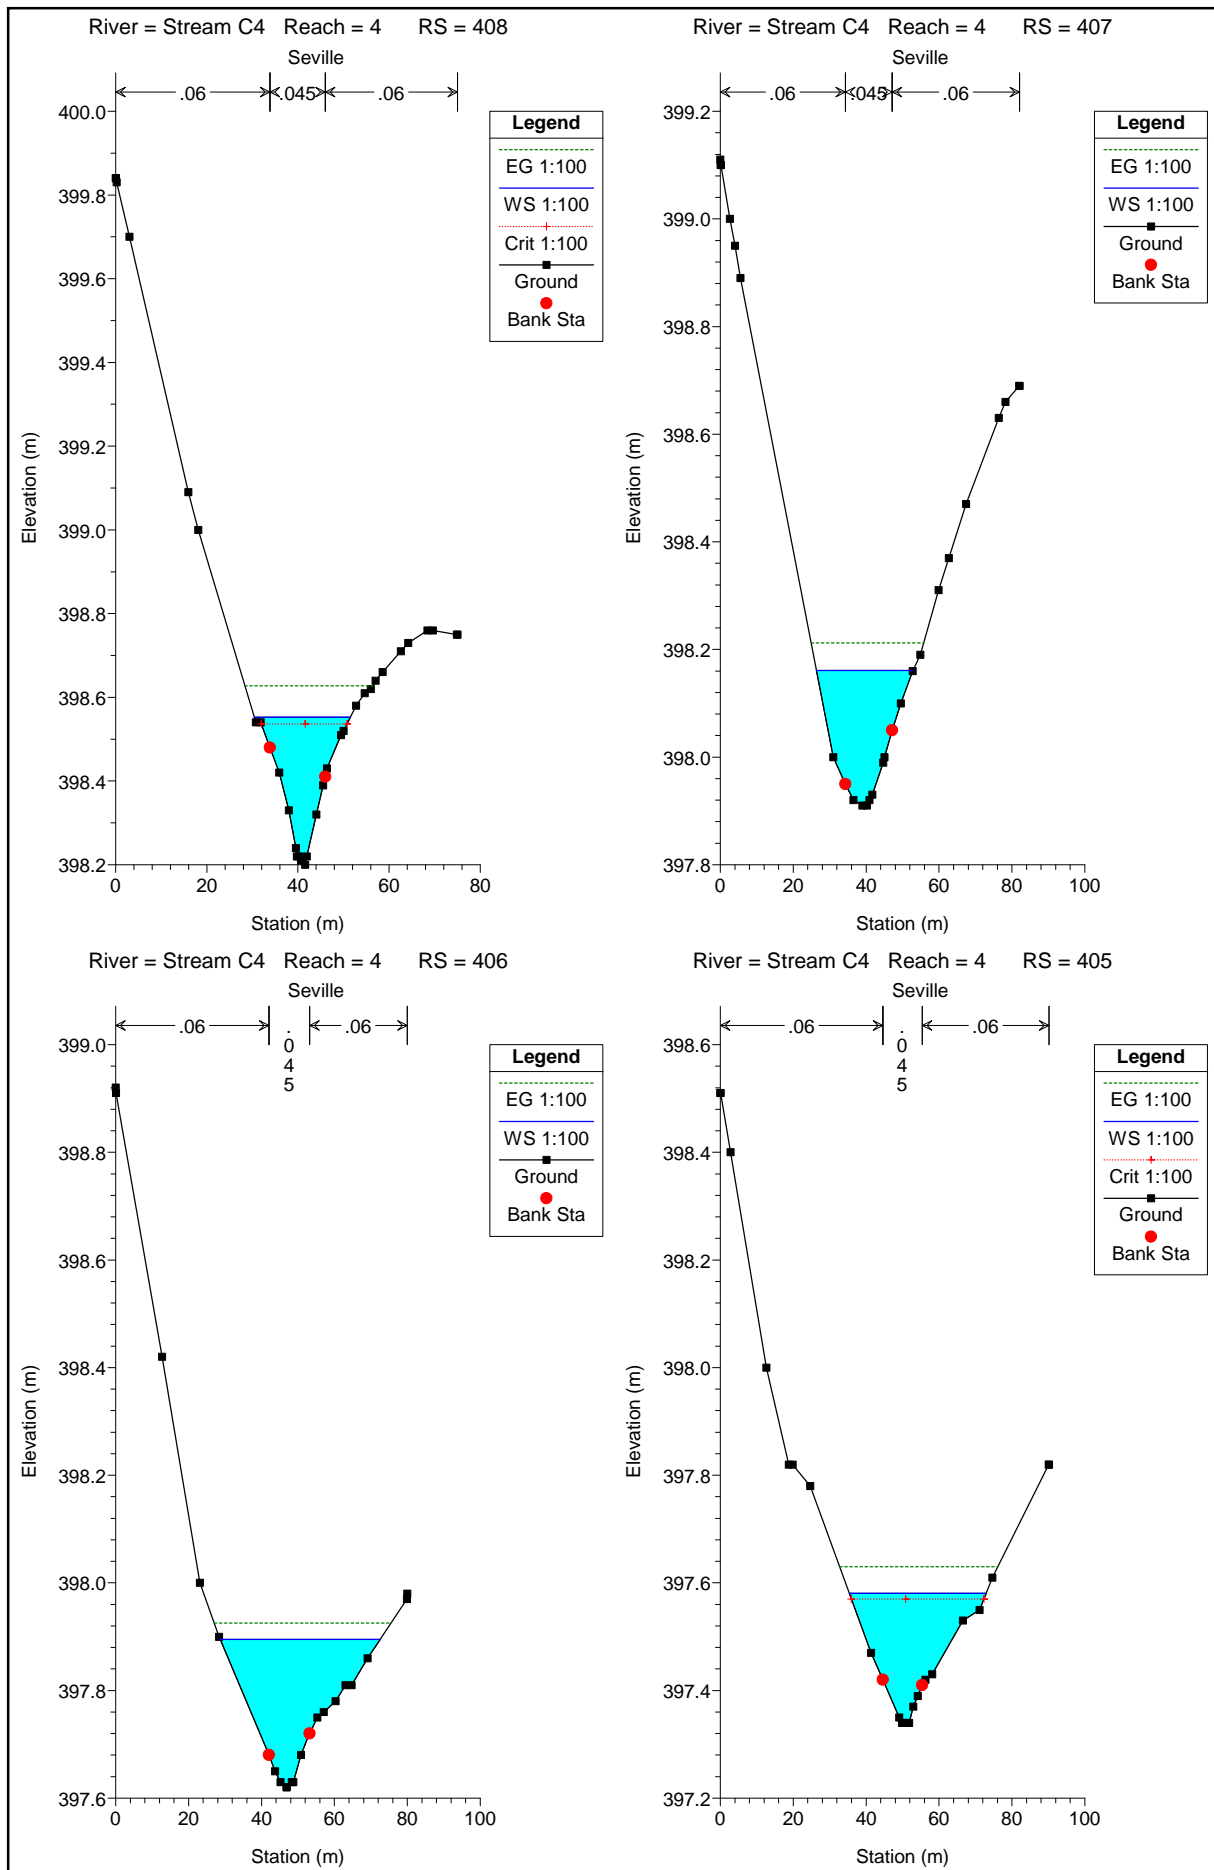 River = Stream C4 Reach = 4 RS = 408
Seville
.06 .045 .06
Legend
EG 1:100
WS 1:100
Crit 1:100
Ground
Bank Sta
400.0
399.8
399.6
399.4
399.2
399.0
398.8
398.6
398.4
398.2
Elevation (m)
0 20 40 60 80
Station (m)
River = Stream C4 Reach = 4 RS = 407
Seville
.06 .045 .06
Legend
EG 1:100
WS 1:100
Ground
Bank Sta
399.2
399.0
398.8
398.6
398.4
398.2
398.0
397.8
Elevation (m)
0 20 40 60 80 100
Station (m)
River = Stream C4 Reach = 4 RS = 406
Seville
.06 .045 .06
Legend
EG 1:100
WS 1:100
Ground
Bank Sta
399.0
398.8
398.6
398.4
398.2
398.0
397.8
397.6
Elevation (m)
0 20 40 60 80 100
Station (m)
River = Stream C4 Reach = 4 RS = 405
Seville
.06 .045 .06
Legend
EG 1:100
WS 1:100
Crit 1:100
Ground
Bank Sta
398.6
398.4
398.2
398.0
397.8
397.6
397.4
397.2
Elevation (m)
0 20 40 60 80 100
Station (m)